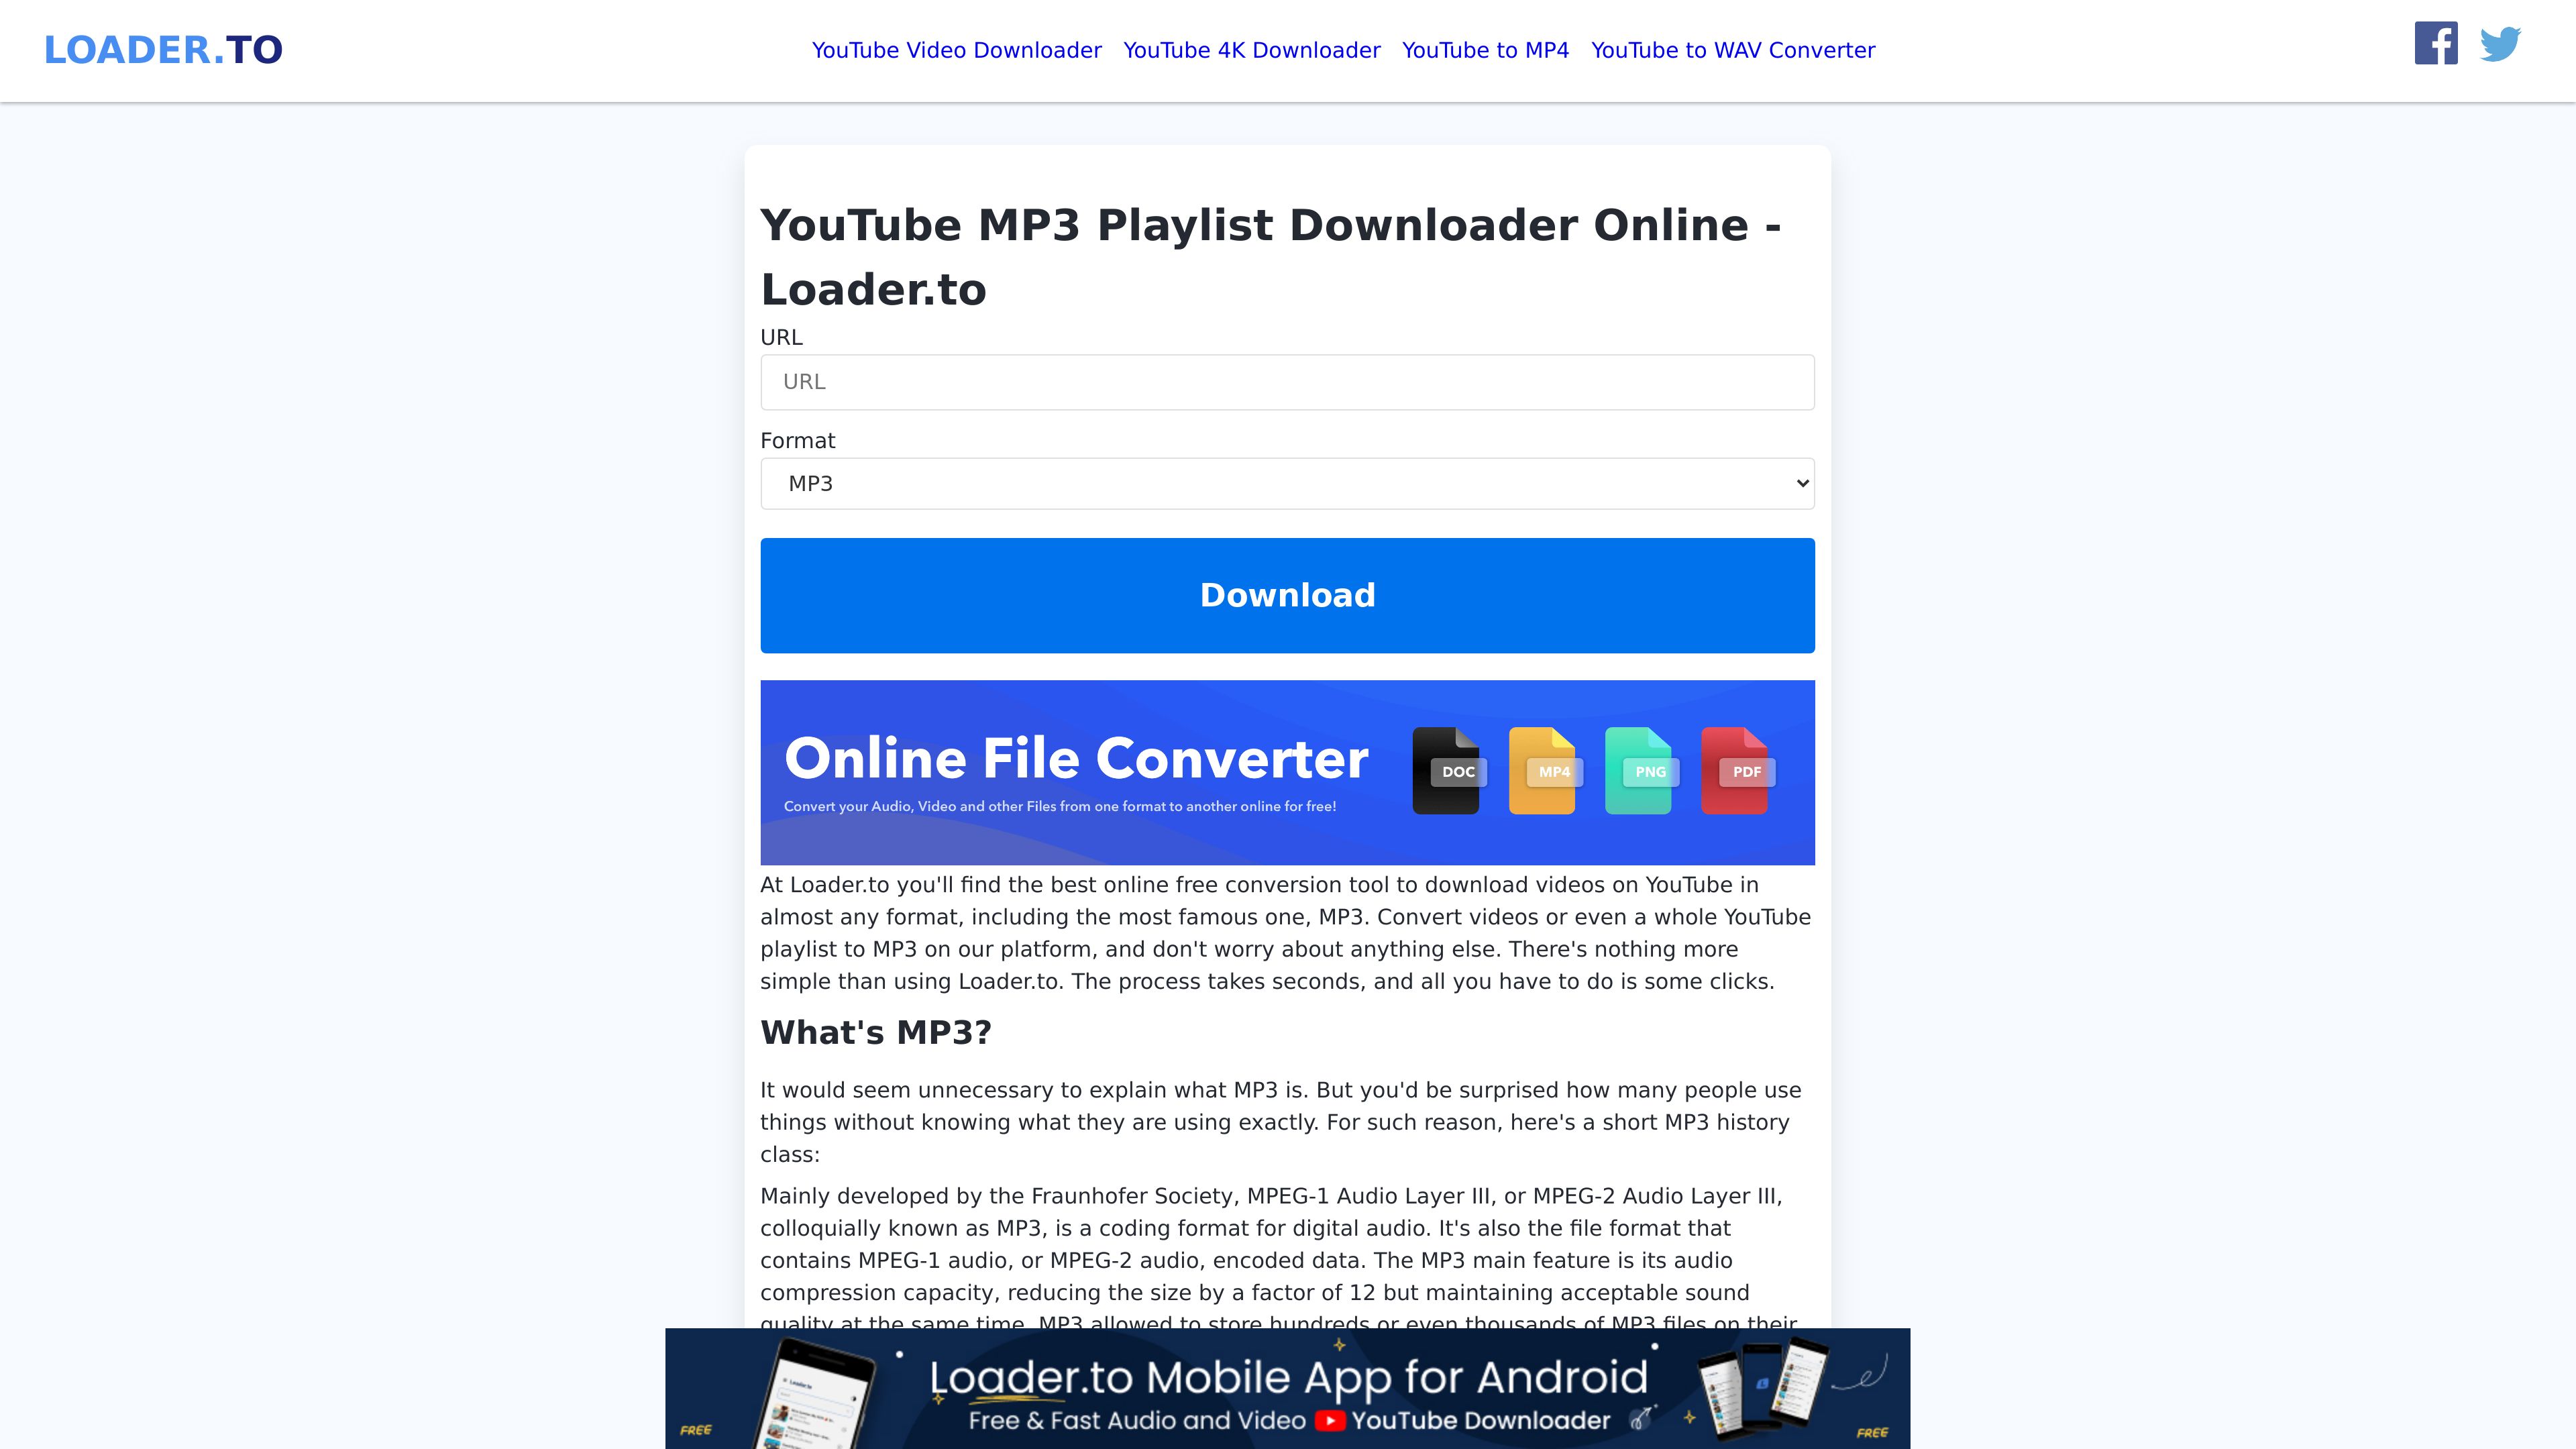 LOADER.TO
YouTube Video Downloader YouTube 4K Downloader YouTube to MP4 YouTube to WAV Converter
YouTube MP3 Playlist Downloader Online -
Loader.to
URL
URL
Format
MP3
Download
Online File Converter
Convert your Audio, Video and other Files from one format to another online for free!
DOC MP4 PNG PDF
At Loader.to you'll find the best online free conversion tool to download videos on YouTube in
almost any format, including the most famous one, MP3. Convert videos or even a whole YouTube
playlist to MP3 on our platform, and don't worry about anything else. There's nothing more
simple than using Loader.to. The process takes seconds, and all you have to do is some clicks.
What's MP3?
It would seem unnecessary to explain what MP3 is. But you'd be surprised how many people use
things without knowing what they are using exactly. For such reason, here's a short MP3 history
class:
Mainly developed by the Fraunhofer Society, MPEG-1 Audio Layer III, or MPEG-2 Audio Layer III,
colloquially known as MP3, is a coding format for digital audio. It's also the file format that
contains MPEG-1 audio, or MPEG-2 audio, encoded data. The MP3 main feature is its audio
compression capacity, reducing the size by a factor of 12 but maintaining acceptable sound
quality at the same time. MP3 allowed to store hundreds or even thousands of MP3 files on their
Loader.to Mobile App for Android
Free & Fast Audio and Video YouTube Downloader
FREE
FREE